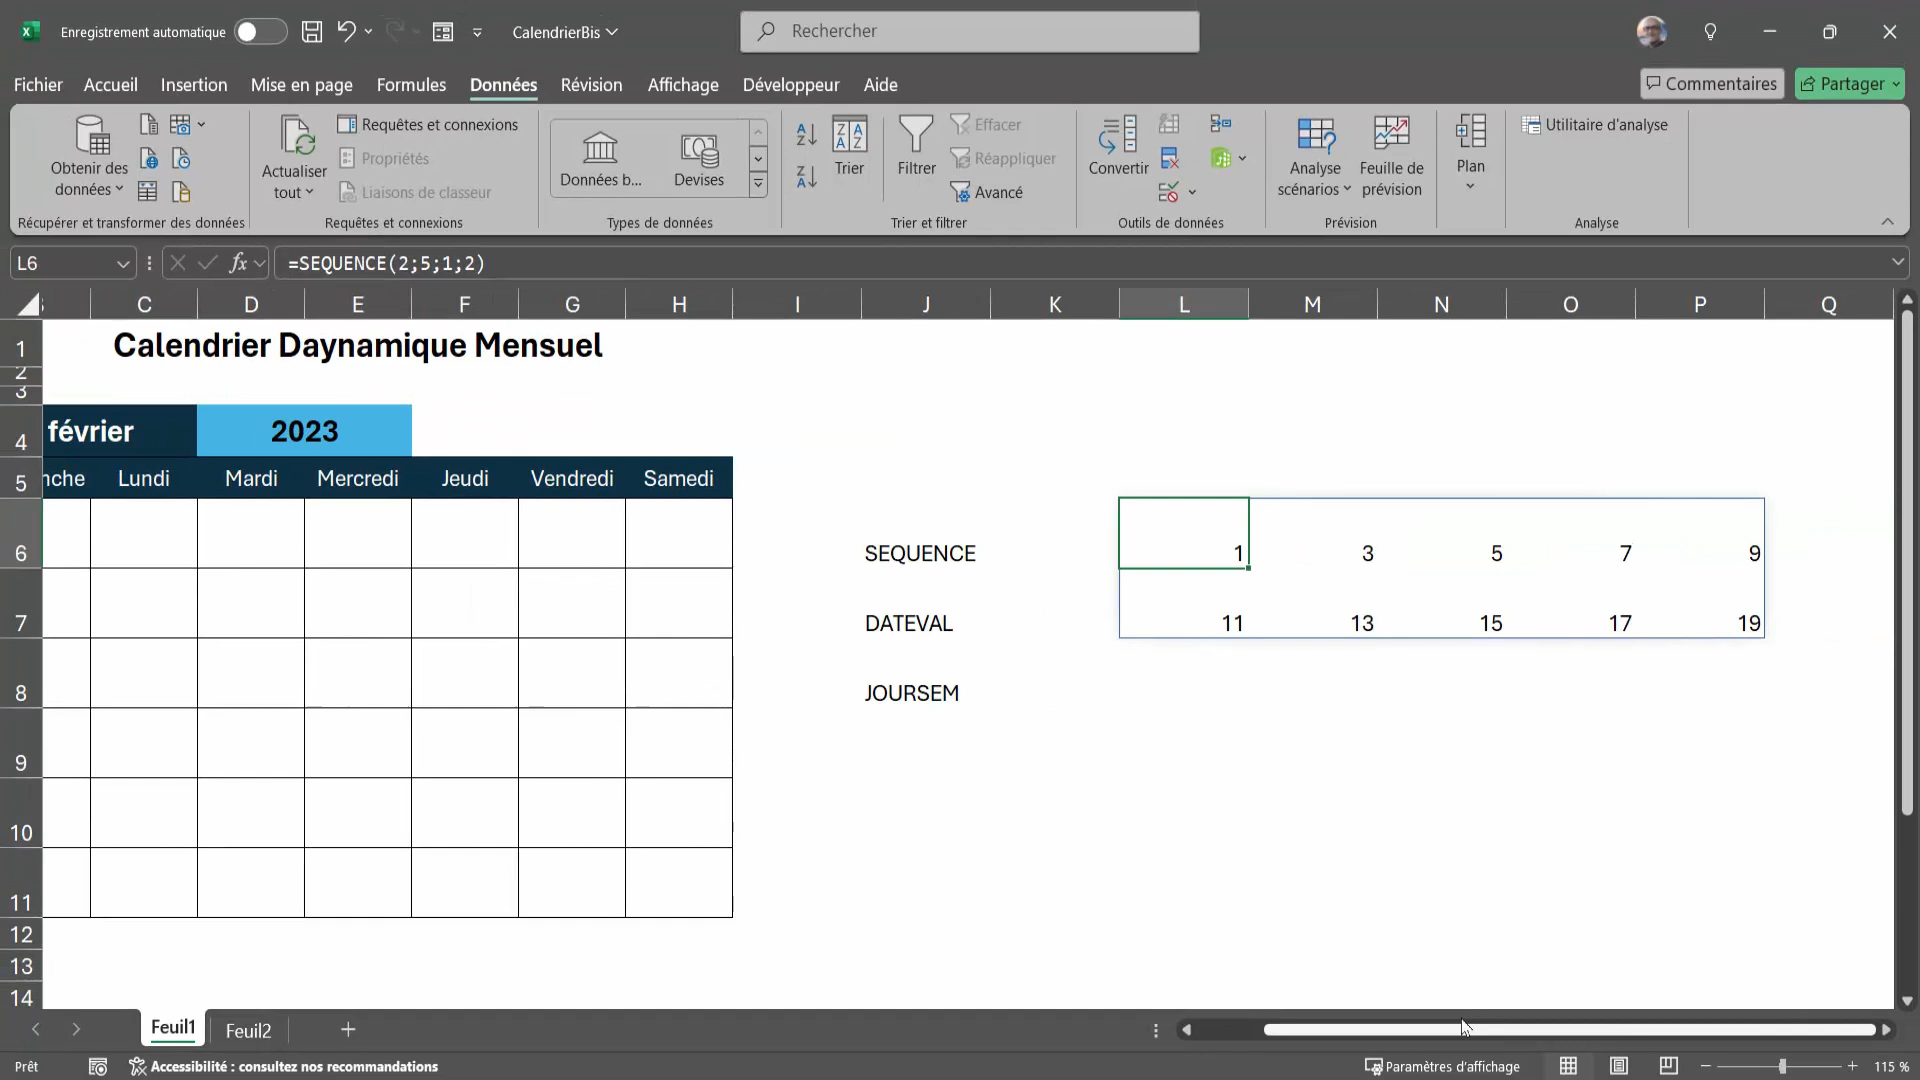 Enregistrement automatique
CalendrierBis
Rechercher
Fichier Accueil Insertion Mise en page Formules Données Révision Affichage Développeur Aide
Commentaires Partager
Obtenir des données
Récupérer et transformer des données
Actualiser tout
Requêtes et connexions
Propriétés
Liaisons de classeur
Requêtes et connexions
Données b...
Devises
Types de données
Trier
Filtrer
Effacer
Réappliquer
Avancé
Trier et filtrer
Convertir
Outils de données
Analyse scénarios
Feuille de prévision
Prévision
Plan
Utilitaire d'analyse
Analyse
L6
fx
=SEQUENCE(2;5;1;2)
C D E F G H I J K L M N O P Q
1 Calendrier Daynamique Mensuel
2
3
4 février 2023
5 nche Lundi Mardi Mercredi Jeudi Vendredi Samedi
6 SEQUENCE 1 3 5 7 9
7 DATEVAL 11 13 15 17 19
8 JOURSEM
9
10
11
12
13
14
Feuil1 Feuil2
Prêt
Accessibilité : consultez nos recommandations
Paramètres d'affichage
115 %